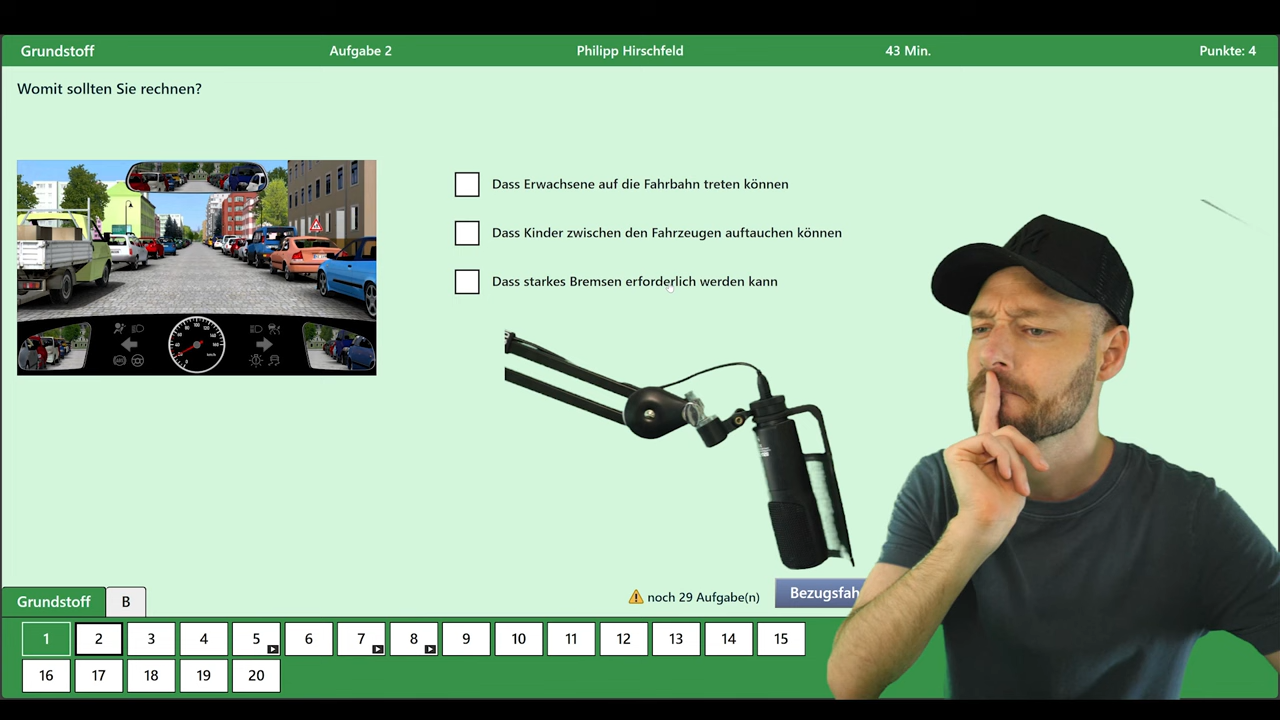 Grundstoff Aufgabe 2 Philipp Hirschfeld 43 Min. Punkte: 4
Womit sollten Sie rechnen?
Dass Erwachsene auf die Fahrbahn treten können
Dass Kinder zwischen den Fahrzeugen auftauchen können
Dass starkes Bremsen erforderlich werden kann
noch 29 Aufgabe(n) Bezugsfah
Grundstoff B
1 2 3 4 5 6 7 8 9 10 11 12 13 14 15
16 17 18 19 20